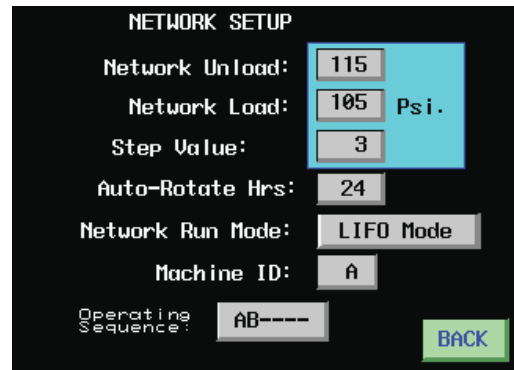 NETWORK SETUP
Network Unload: 115
Network Load: 105 Psi.
Step Value: 3
Auto-Rotate Hrs: 24
Network Run Mode: LIFO Mode
Machine ID: A
Operating
Sequence: AB----
BACK